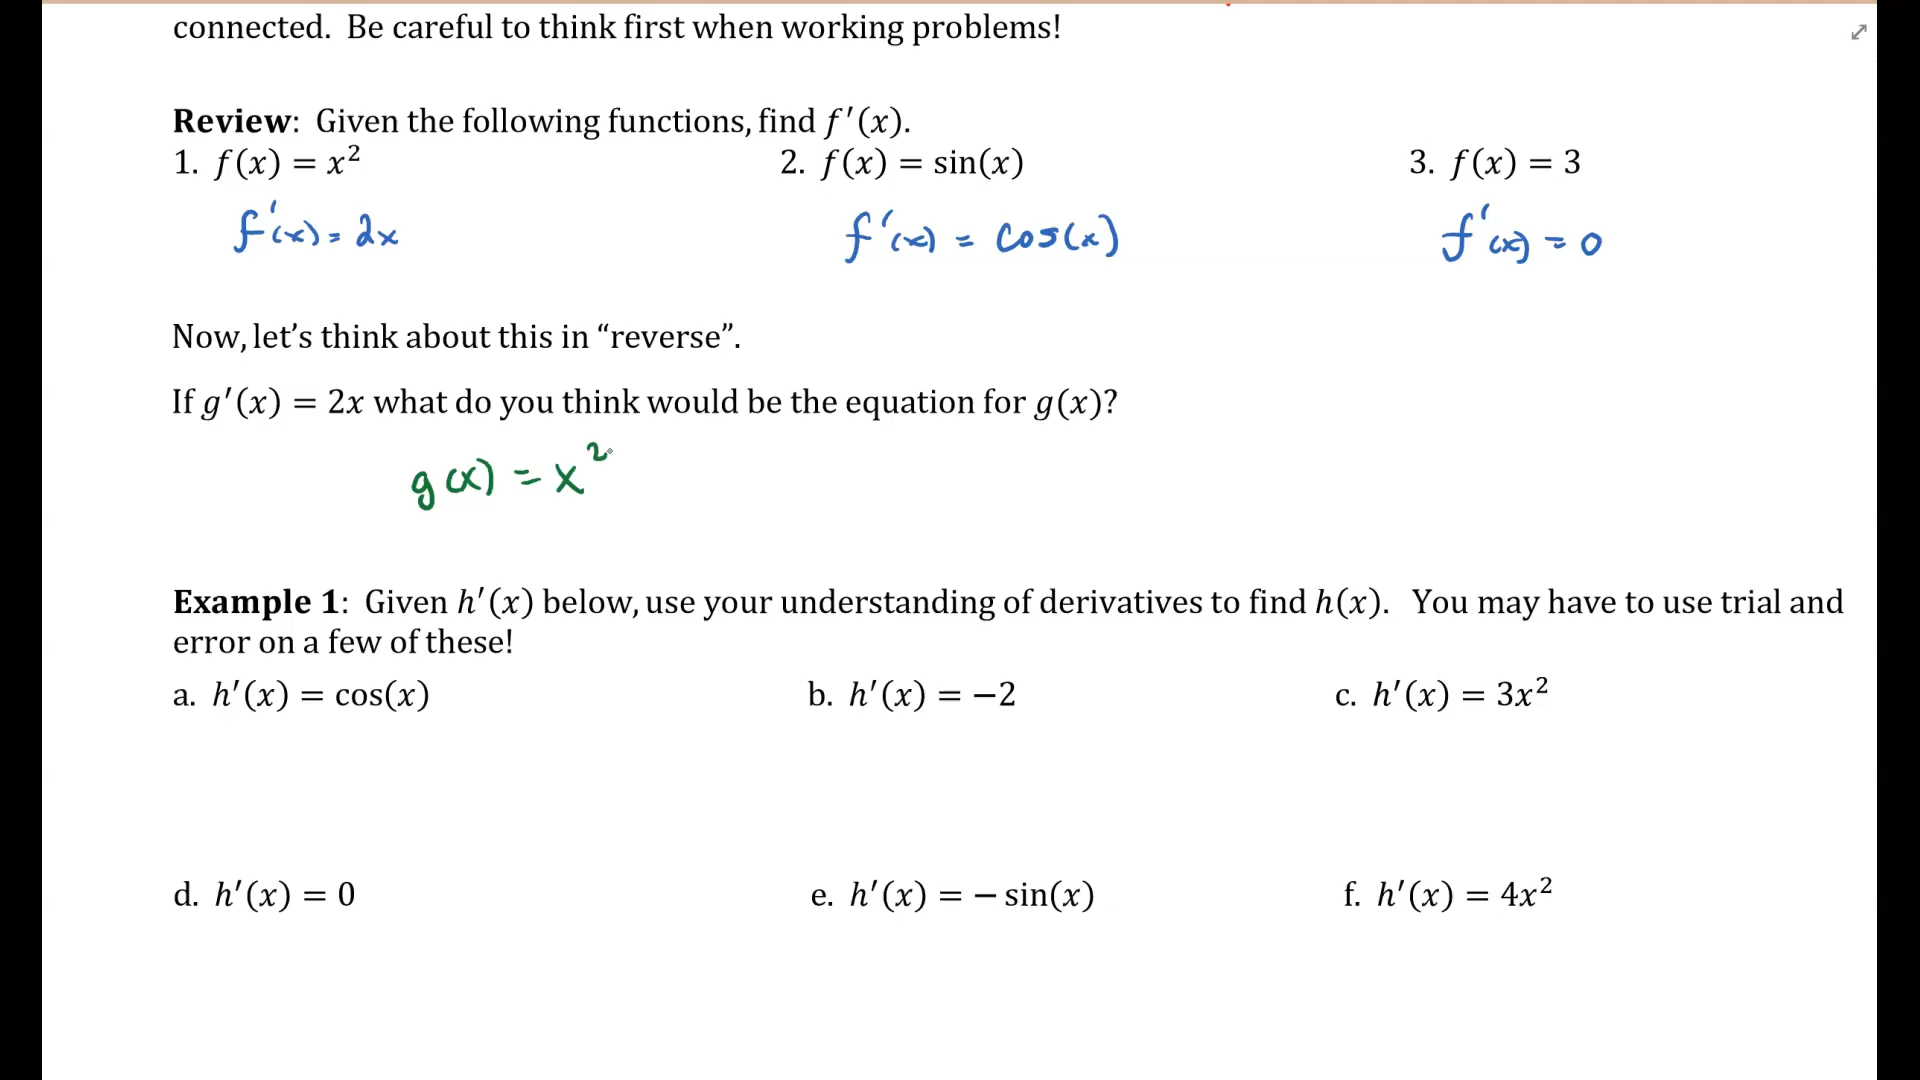 connected.  Be careful to think first when working problems!
Review:  Given the following functions, find f′(x).
1.  f(x) = x²
2.  f(x) = sin(x)
3.  f(x) = 3
f′(x) = 2x
f′(x) = cos(x)
f′(x) = 0
Now, let’s think about this in “reverse”.
If g′(x) = 2x what do you think would be the equation for g(x)?
g(x) = x²
Example 1:  Given h′(x) below, use your understanding of derivatives to find h(x).   You may have to use trial and
error on a few of these!
a.  h′(x) = cos(x)
b.  h′(x) = −2
c.  h′(x) = 3x²
d.  h′(x) = 0
e.  h′(x) = − sin(x)
f.  h′(x) = 4x²